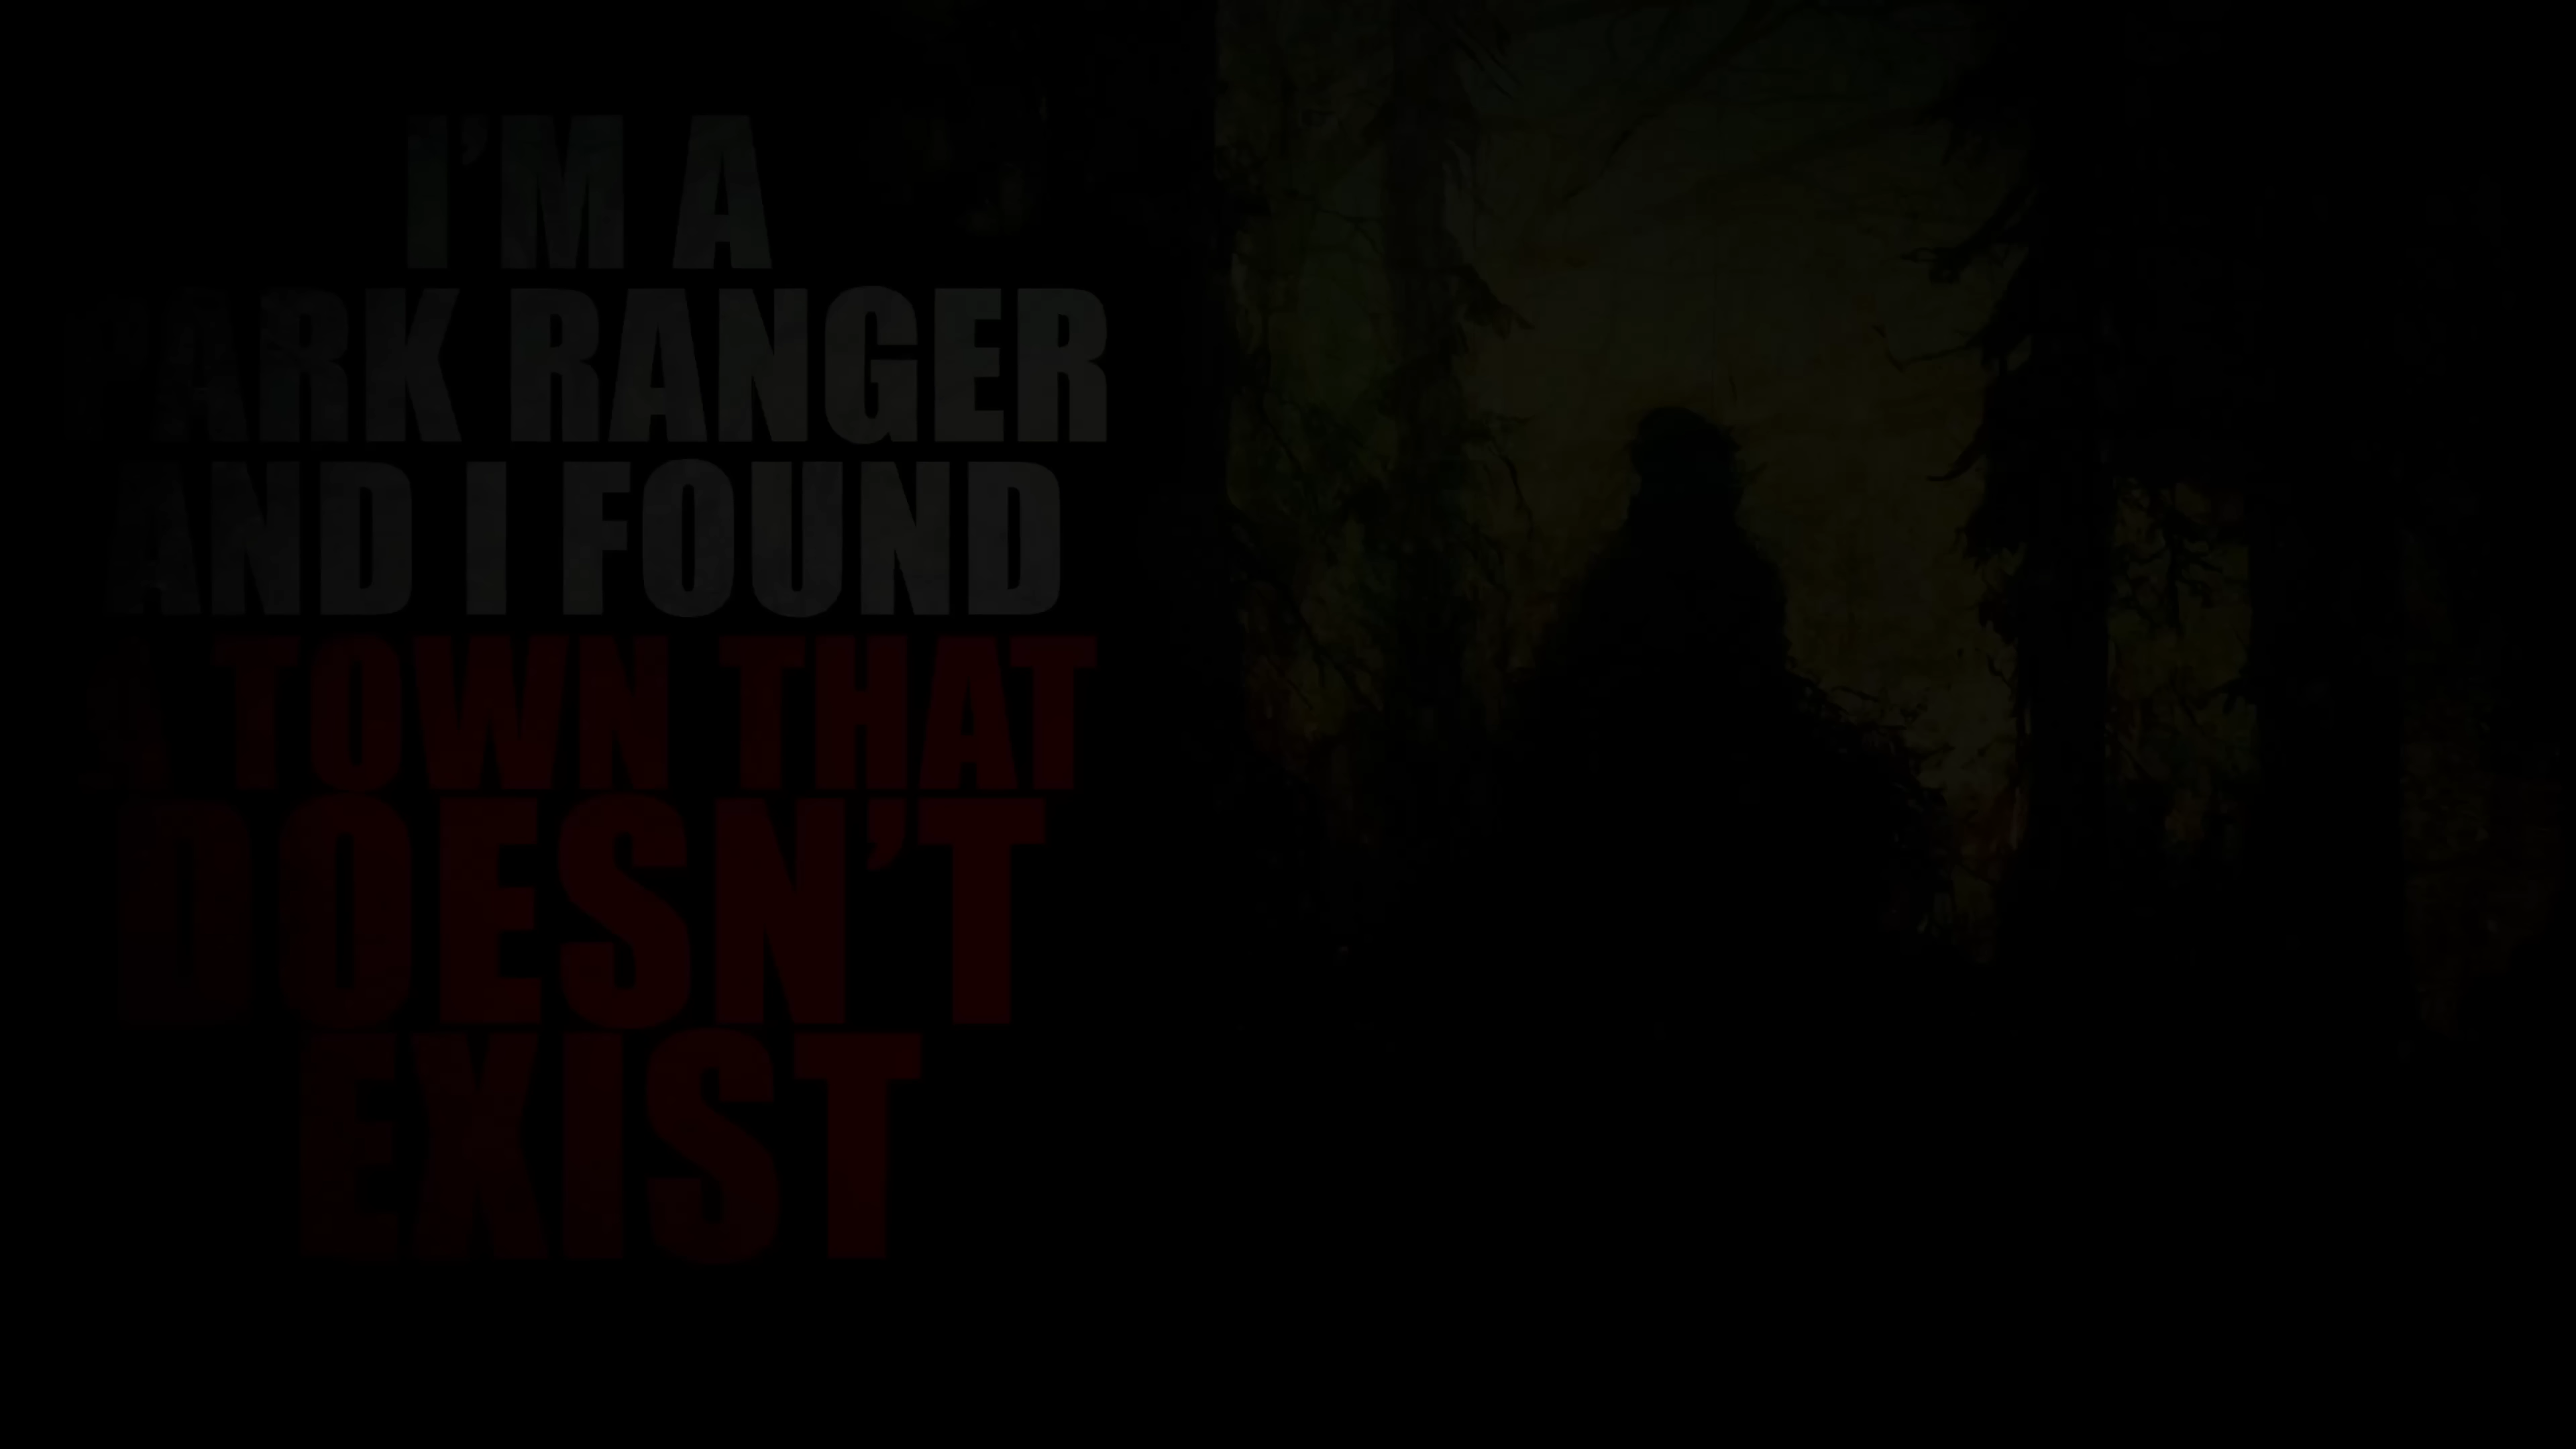 I'M A
PARK RANGER
AND I FOUND
A TOWN THAT
DOESN'T
EXIST